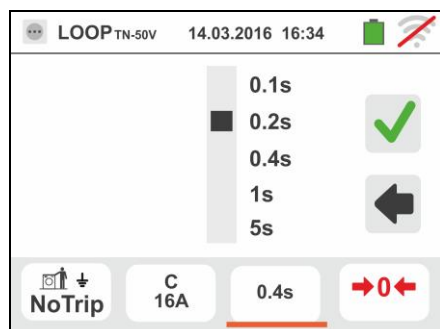 LOOP TN-50V 14.03.2016 16:34
0.1s
0.2s
0.4s
1s
5s
NoTrip
C
16A
0.4s
→0←